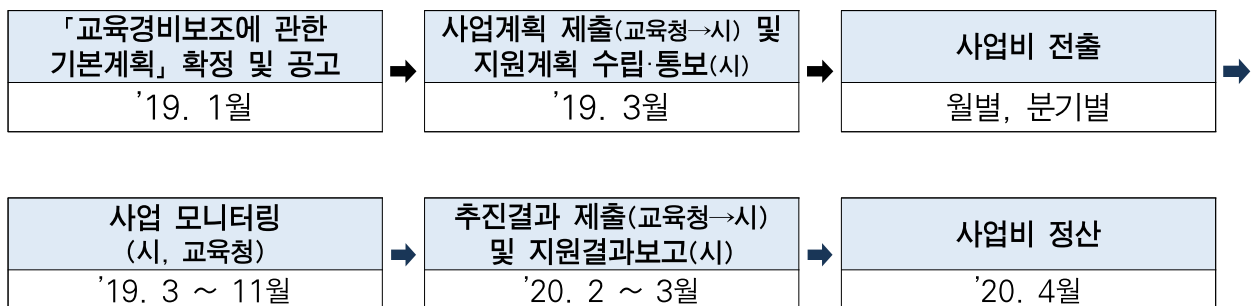 「교육경비보조에 관한
기본계획」 확정 및 공고
'19. 1월
➡
사업계획 제출(교육청→시) 및
지원계획 수립·통보(시)
'19. 3월
➡
사업비 전출
월별, 분기별
➡
사업 모니터링
(시, 교육청)
'19. 3 ~ 11월
➡
추진결과 제출(교육청→시)
및 지원결과보고(시)
'20. 2 ~ 3월
➡
사업비 정산
'20. 4월